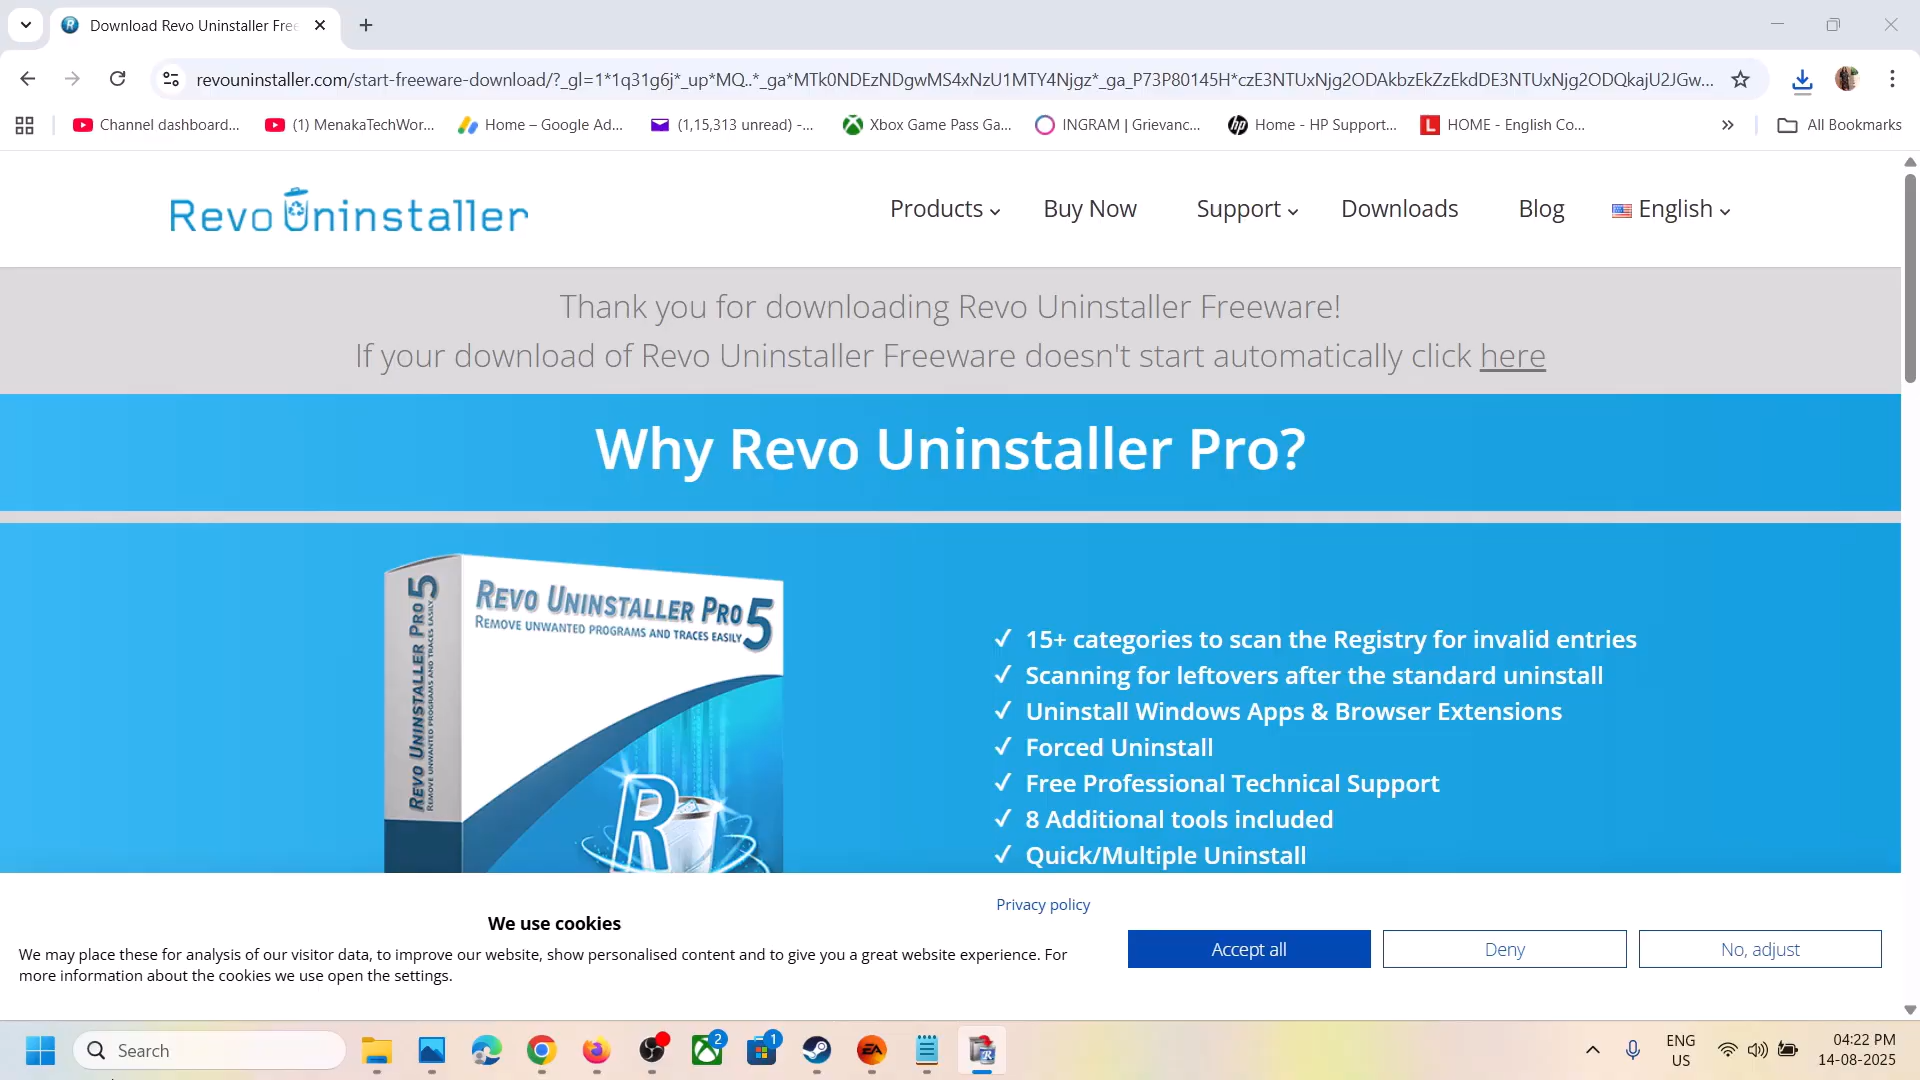 Download Revo Uninstaller Free
revouninstaller.com/start-freeware-download/?_gl=1*1q31g6j*_up*MQ..*_ga*MTk0NDEzNDgwMS4xNzU1MTY4Njgz*_ga_P73P80145H*czE3NTUxNjg2ODAkbzEkZzEkdDE3NTUxNjg2ODQkajU2JGw...
Channel dashboard...
(1) MenakaTechWor...
Home – Google Ad...
(1,15,313 unread) -...
Xbox Game Pass Ga...
INGRAM | Grievanc...
Home - HP Support...
HOME - English Co...
All Bookmarks
Revo Uninstaller
Products
Buy Now
Support
Downloads
Blog
English
Thank you for downloading Revo Uninstaller Freeware!
If your download of Revo Uninstaller Freeware doesn't start automatically click here
Why Revo Uninstaller Pro?
REVO UNINSTALLER PRO 5
REMOVE UNWANTED PROGRAMS AND TRACES EASILY
REVO UNINSTALLER PRO 5
REMOVE UNWANTED PROGRAMS AND TRACES EASILY
R
✓ 15+ categories to scan the Registry for invalid entries
✓ Scanning for leftovers after the standard uninstall
✓ Uninstall Windows Apps & Browser Extensions
✓ Forced Uninstall
✓ Free Professional Technical Support
✓ 8 Additional tools included
✓ Quick/Multiple Uninstall
We use cookies
We may place these for analysis of our visitor data, to improve our website, show personalised content and to give you a great website experience. For
more information about the cookies we use open the settings.
Privacy policy
Accept all
Deny
No, adjust
Search
2
1
EA
ENG
US
04:22 PM
14-08-2025